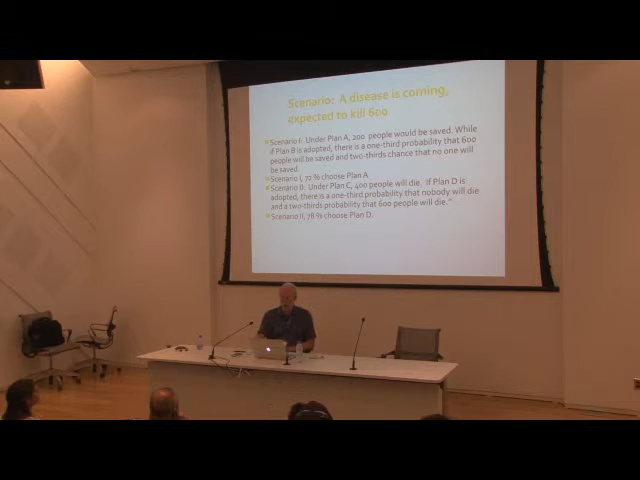 Scenario: A disease is coming,
expected to kill 600
Scenario I: Under Plan A, 200 people would be saved. While
if Plan B is adopted, there is a one-third probability that 600
people will be saved and two-thirds chance that no one will
be saved.
Scenario I, 72 % choose Plan A
Scenario II: Under Plan C, 400 people will die. If Plan D is
adopted, there is a one-third probability that nobody will die
and a two-thirds probability that 600 people will die."
Scenario II, 78 % choose Plan D.